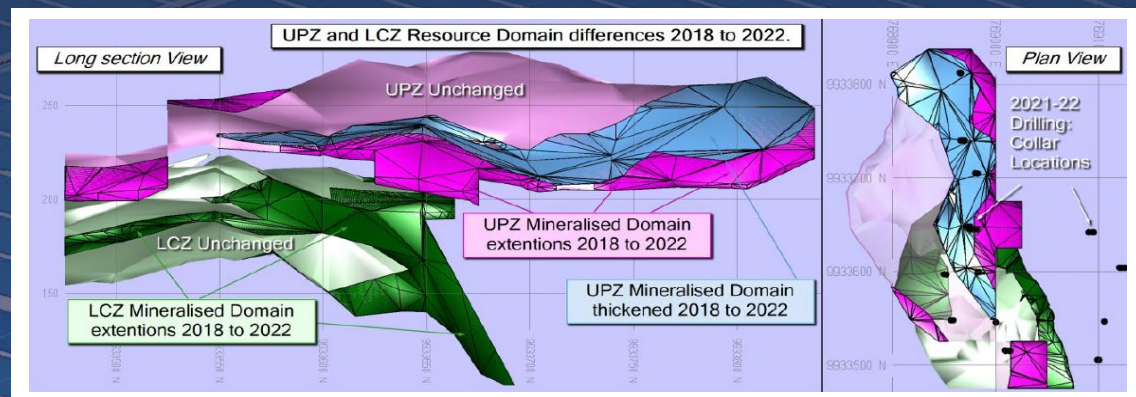 UPZ and LCZ Resource Domain differences 2018 to 2022.
Long section View
UPZ Unchanged
260
200
150
LCZ Unchanged
UPZ Mineralised Domain
extentions 2018 to 2022
LCZ Mineralised Domain
extentions 2018 to 2022
UPZ Mineralised Domain
thickened 2018 to 2022
Plan View
9933800 N
2021-22
Drilling:
Collar
Locations
9933700 N
9933600 N
9933500 N